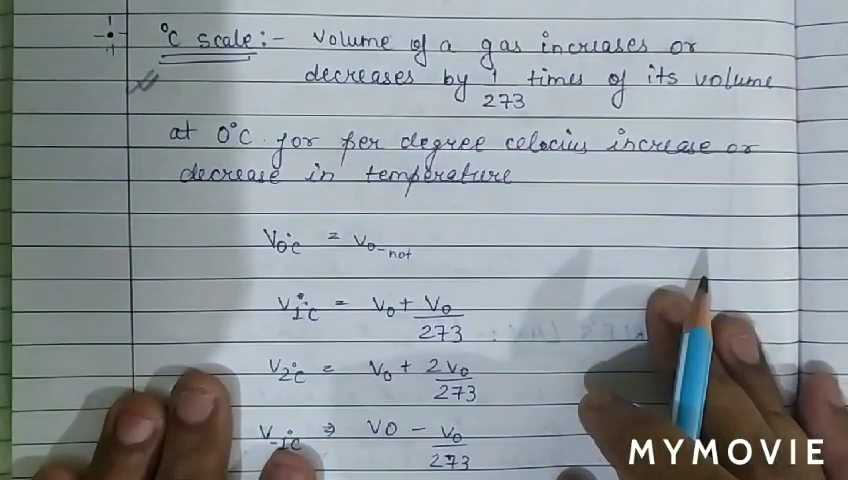 °C scale:- Volume of a gas increases or
decreases by 1/273 times of its volume
at 0°C for per degree celocius increase or
decrease in temperature
V0°C = V0-not
V1°C = V0 + V0/273
V2°C = V0 + 2V0/273
V-1°C ⇒ V0 - V0/273
MYMOVIE